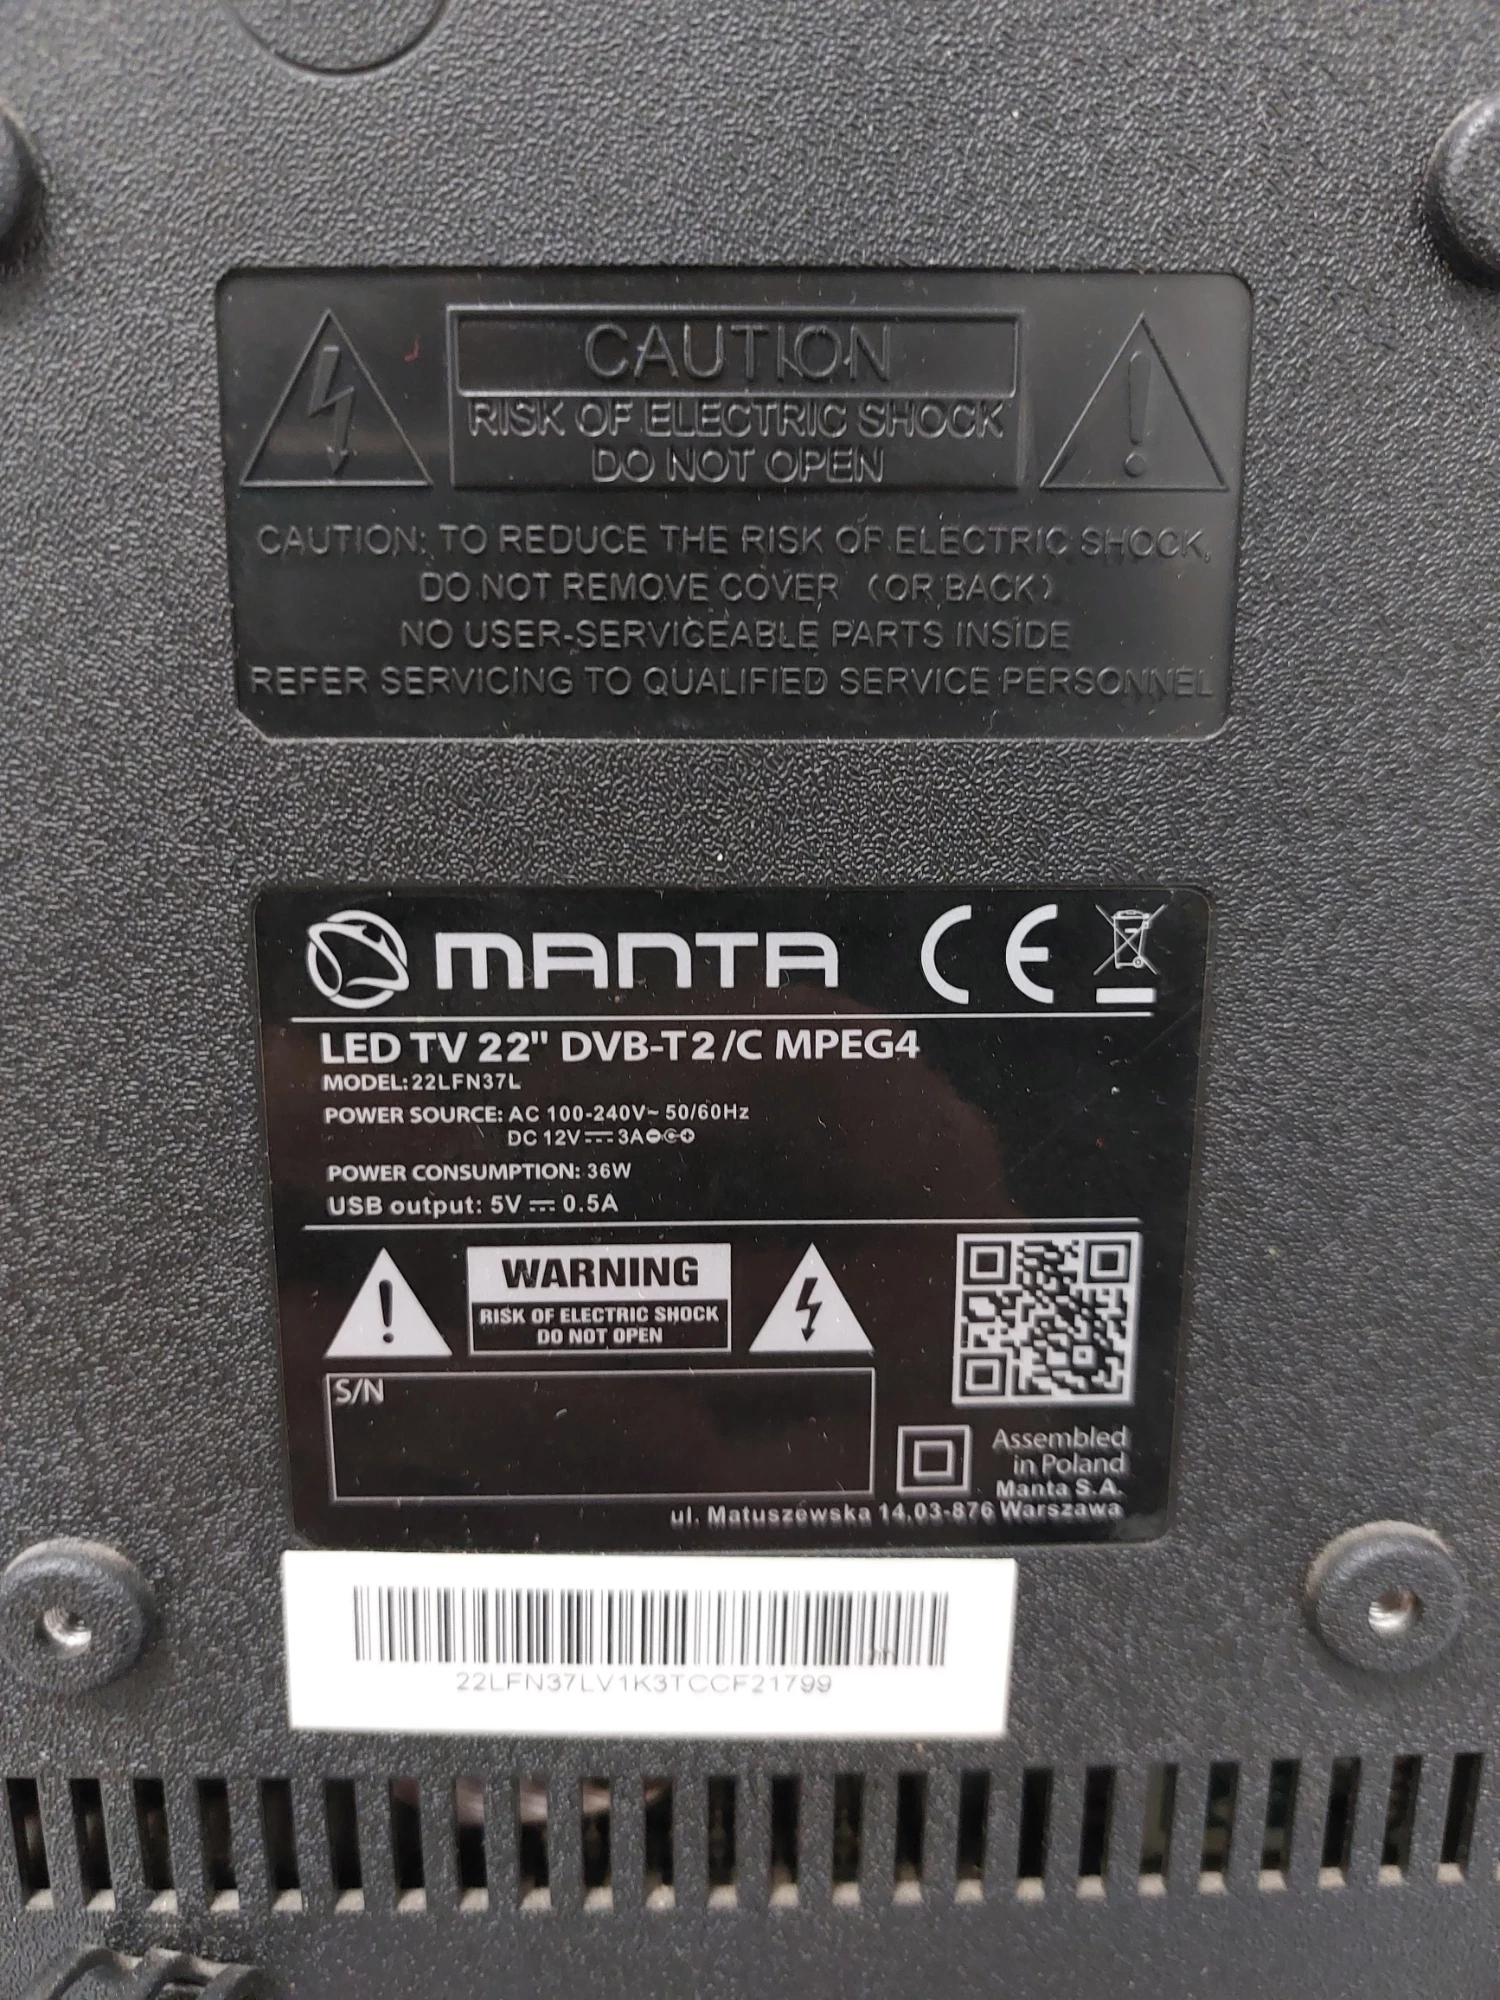 CAUTION
RISK OF ELECTRIC SHOCK
DO NOT OPEN
CAUTION: TO REDUCE THE RISK OF ELECTRIC SHOCK,
DO NOT REMOVE COVER (OR BACK)
NO USER-SERVICEABLE PARTS INSIDE
REFER SERVICING TO QUALIFIED SERVICE PERSONNEL
MANTA CE
LED TV 22" DVB-T2/C MPEG4
MODEL:22LFN37L
POWER SOURCE: AC 100-240V~ 50/60Hz
DC 12V⎓3A
POWER CONSUMPTION: 36W
USB output: 5V⎓0.5A
WARNING
RISK OF ELECTRIC SHOCK
DO NOT OPEN
S/N
Assembled
in Poland
Manta S.A.
ul. Matuszewska 14,03-876 Warszawa
22LFN37LV1K3TCCF21799